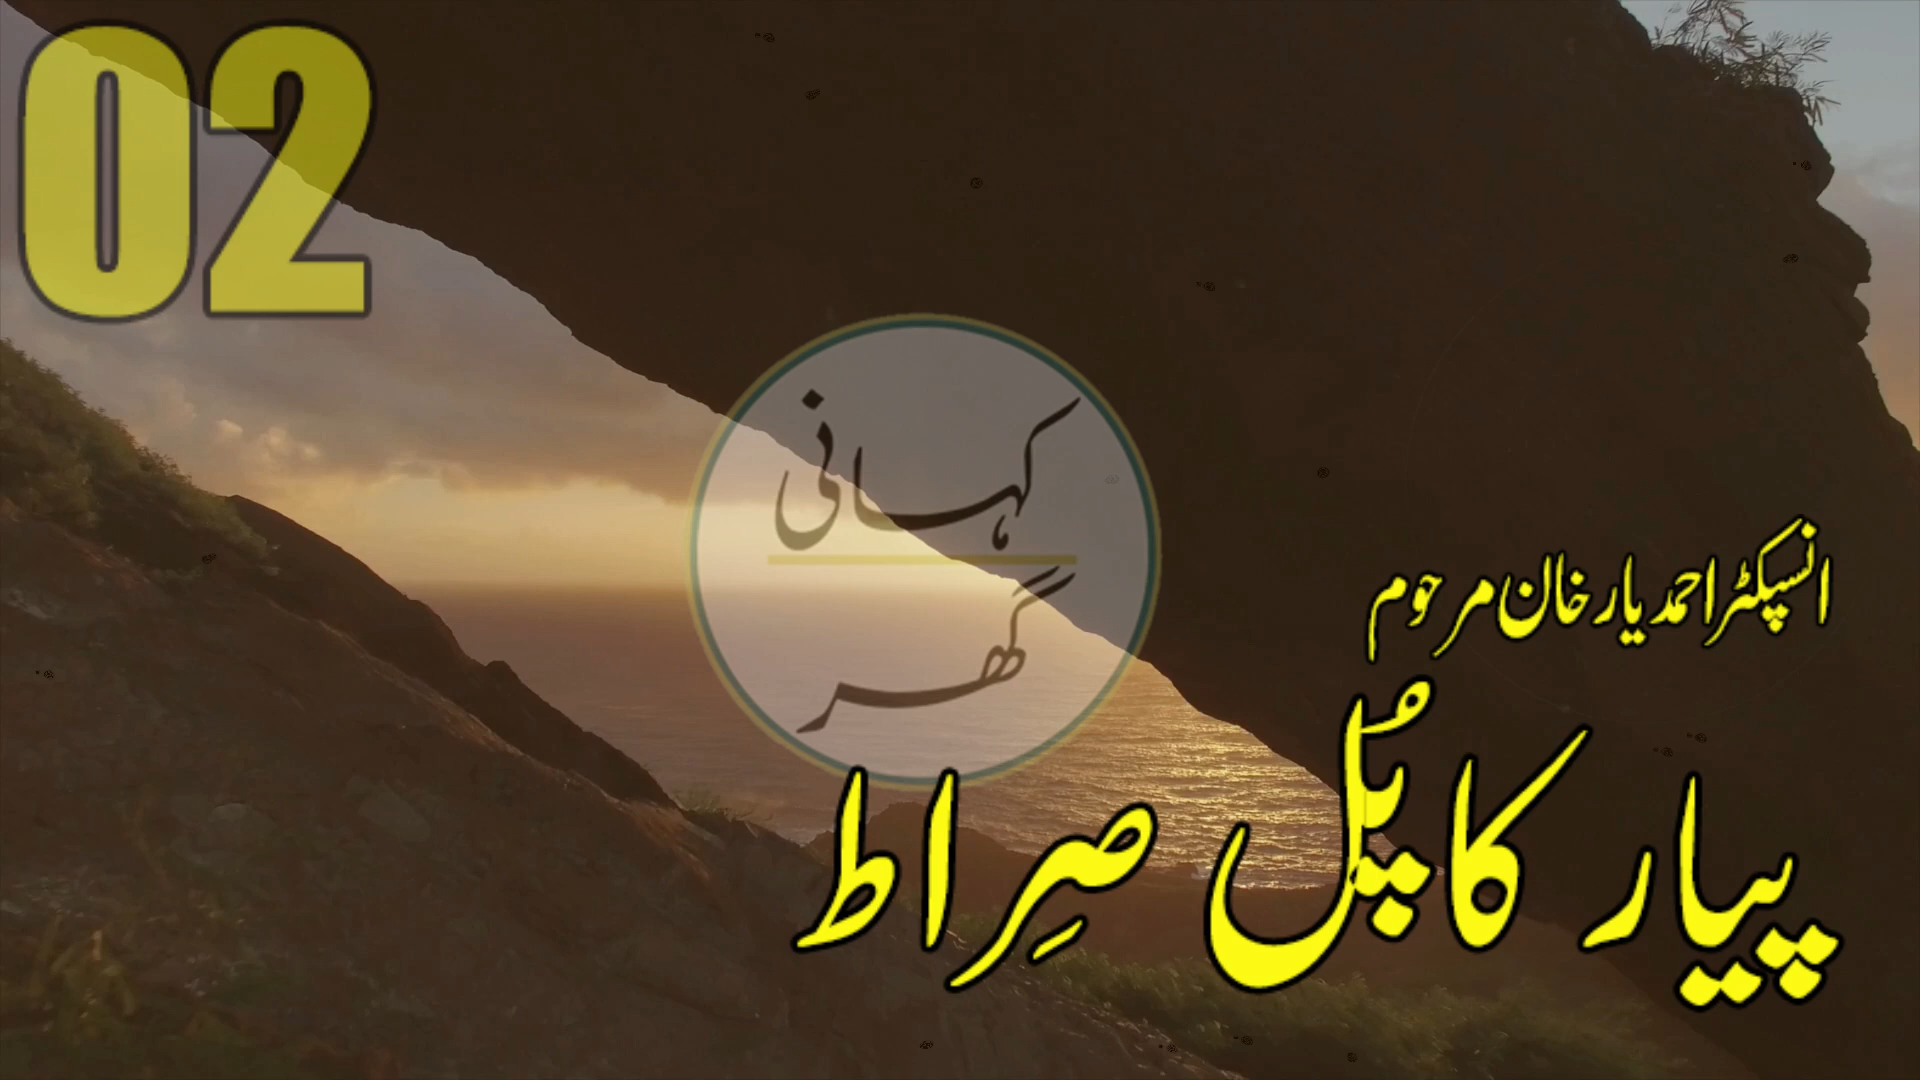 02
کہانی
گھر
انسپکٹر احمد یار خان مرحوم
پیار کا پُل صِراط